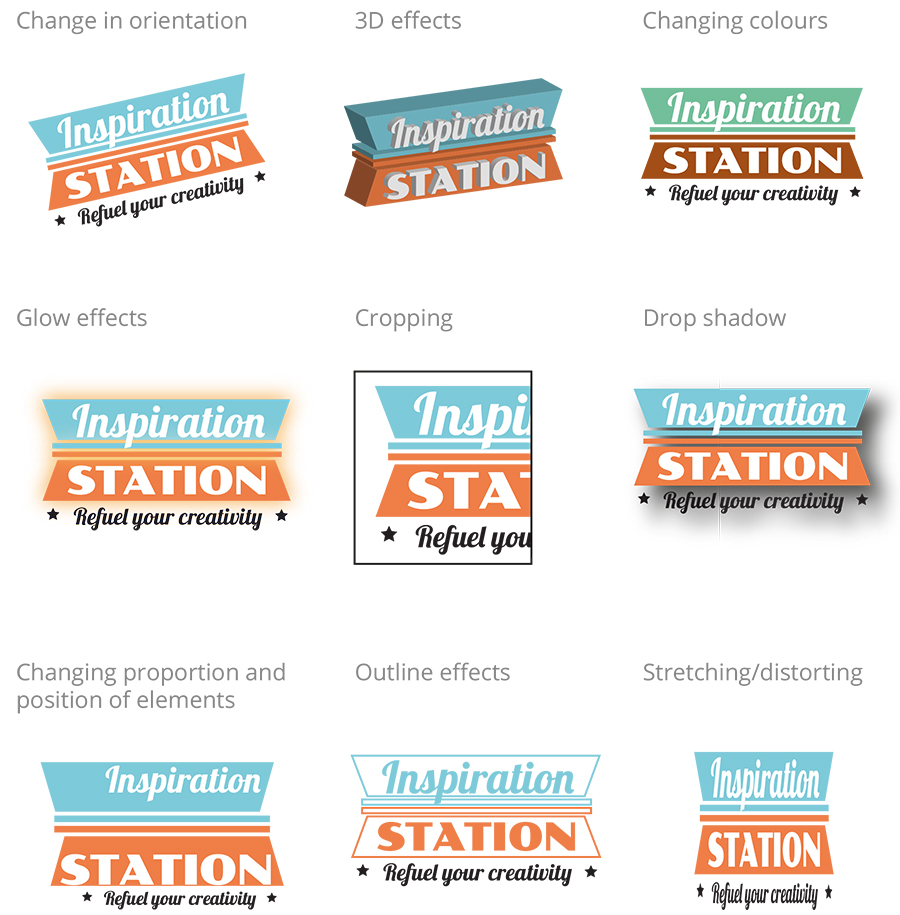 Change in orientation
Inspiration
STATION
Refuel your creativity
3D effects
Inspiration
STATION
Changing colours
Inspiration
STATION
Refuel your creativity
Glow effects
Inspiration
STATION
Refuel your creativity
Cropping
Inspi
STA
Refuel you
Drop shadow
Inspiration
STATION
Refuel your creativity
Changing proportion and
position of elements
Inspiration
STATION
Refuel your creativity
Outline effects
Inspiration
STATION
Refuel your creativity
Stretching/distorting
Inspiration
STATION
Refuel your creativity